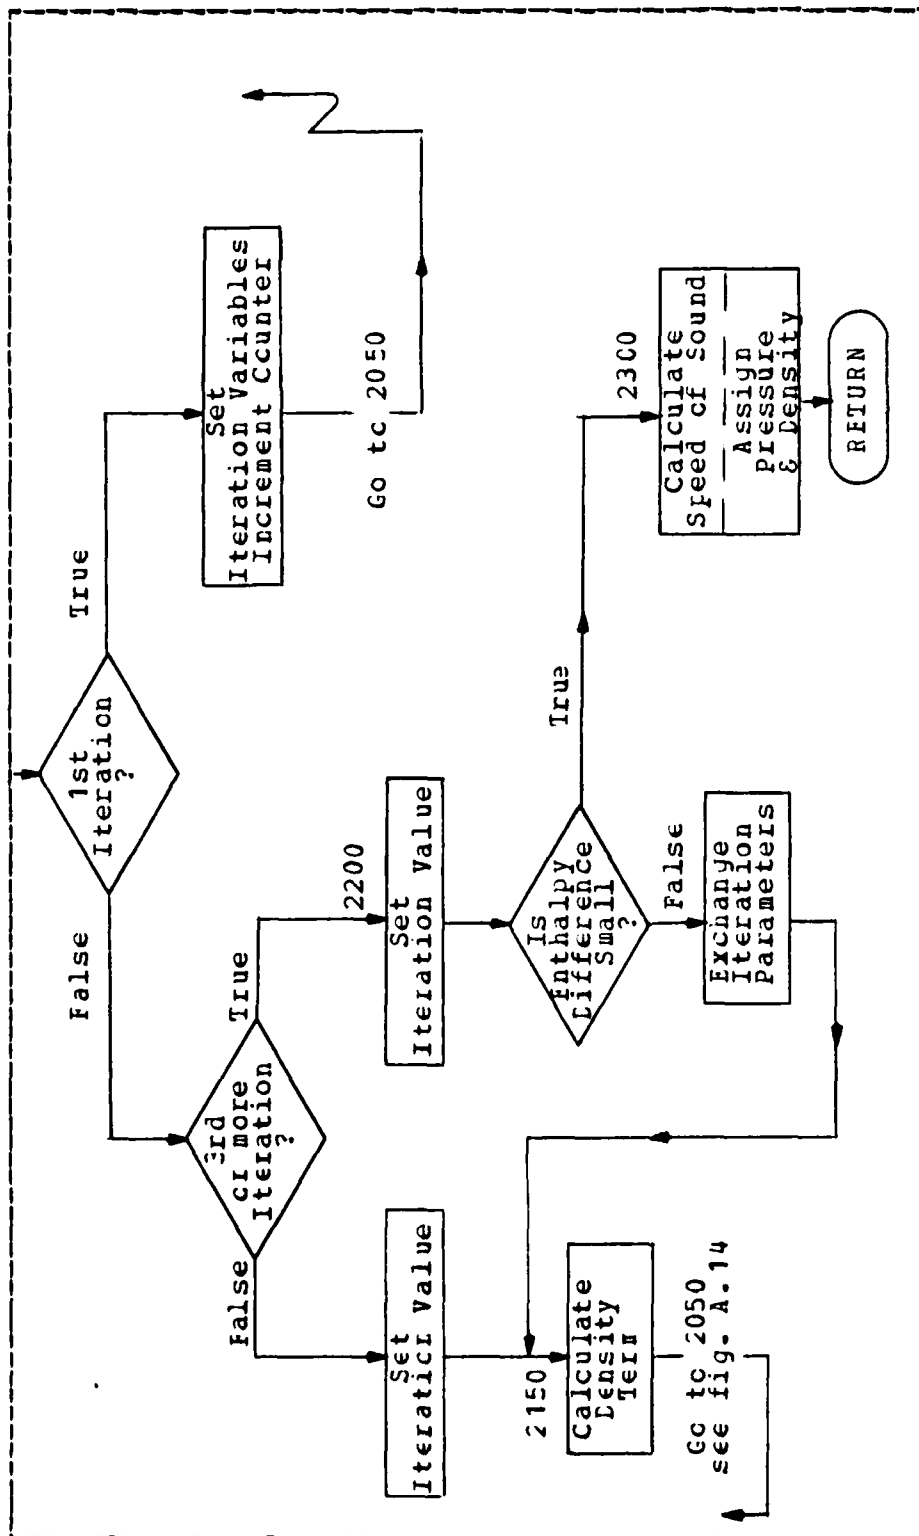 1st
Iteration
?
True
False
Set
Iteration Variables
Increment Counter
Go to 2050
3rd
or more
Iteration
?
True
False
2200
Set
Iteration Value
Set
Iteration Value
Is
Enthalpy
Difference
Small
?
True
False
2300
Calculate
Speed of Sound
Assign
Pressure
& Density
RETURN
Exchange
Iteration
Parameters
2150
Calculate
Density
Term
Go to 2050
see fig. A.14